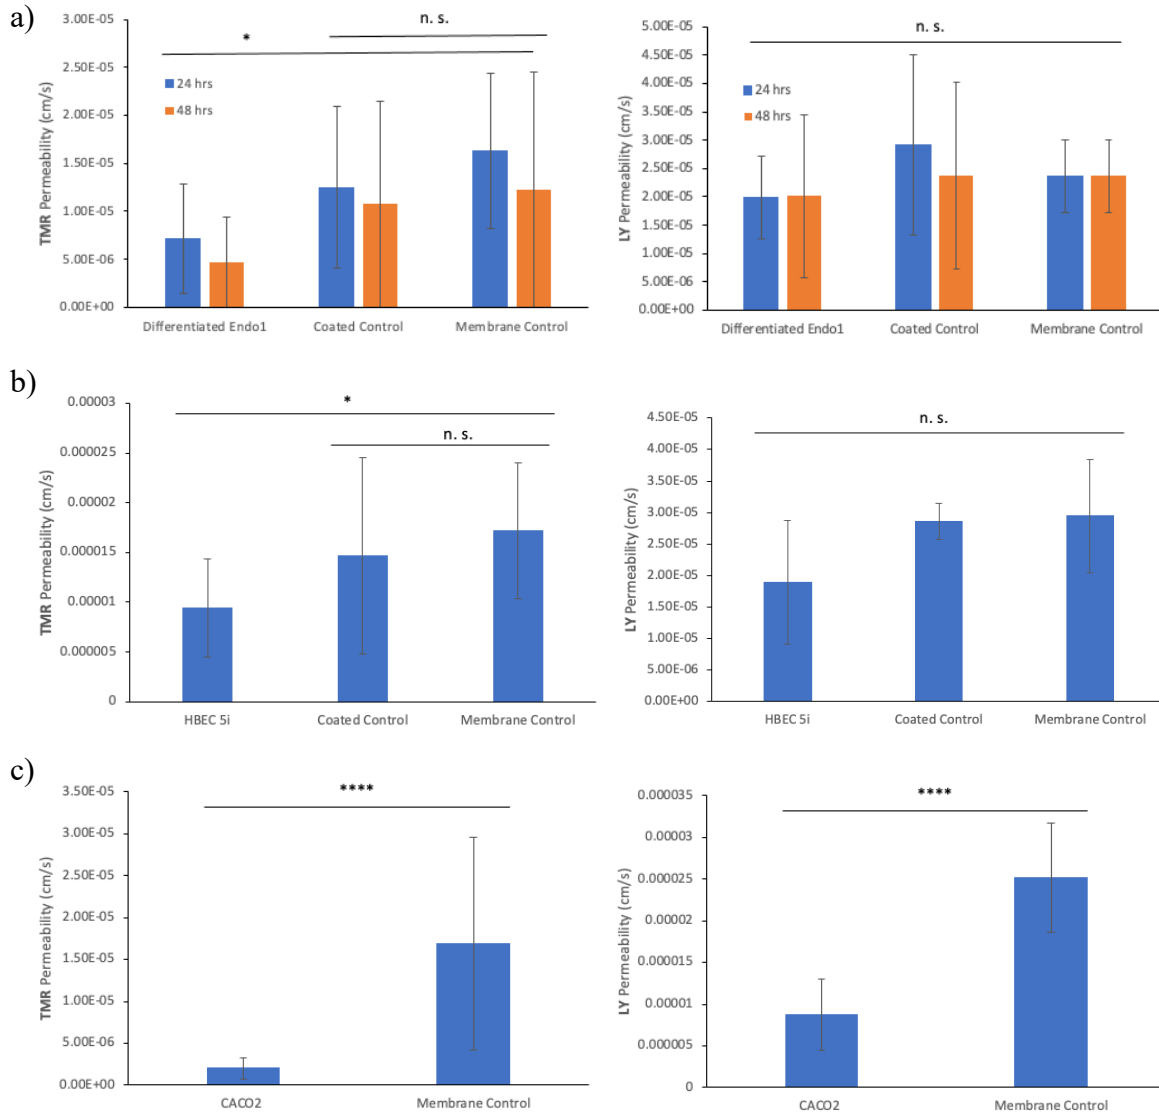 a)
TMR Permeability (cm/s)
3.00E-05
2.50E-05
2.00E-05
1.50E-05
1.00E-05
5.00E-06
0.00E+00
n. s.
*
24 hrs
48 hrs
Differentiated Endo1 Coated Control Membrane Control
LY Permeability (cm/s)
5.00E-05
4.50E-05
4.00E-05
3.50E-05
3.00E-05
2.50E-05
2.00E-05
1.50E-05
1.00E-05
5.00E-06
0.00E+00
n. s.
24 hrs
48 hrs
Differentiated Endo1 Coated Control Membrane Control
b)
TMR Permeability (cm/s)
0.00003
0.000025
0.00002
0.000015
0.00001
0.000005
0
*
n. s.
HBEC 5i Coated Control Membrane Control
LY Permeability (cm/s)
4.50E-05
4.00E-05
3.50E-05
3.00E-05
2.50E-05
2.00E-05
1.50E-05
1.00E-05
5.00E-06
0.00E+00
n. s.
HBEC 5i Coated Control Membrane Control
c)
TMR Permeability (cm/s)
3.50E-05
3.00E-05
2.50E-05
2.00E-05
1.50E-05
1.00E-05
5.00E-06
0.00E+00
****
CACO2 Membrane Control
LY Permeability (cm/s)
0.000035
0.00003
0.000025
0.00002
0.000015
0.00001
0.000005
0
****
CACO2 Membrane Control